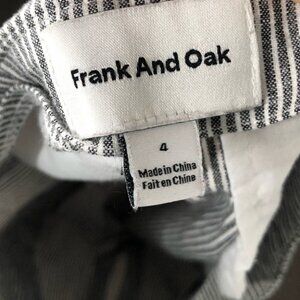 Frank And Oak
4
Made in China
Fait en Chine